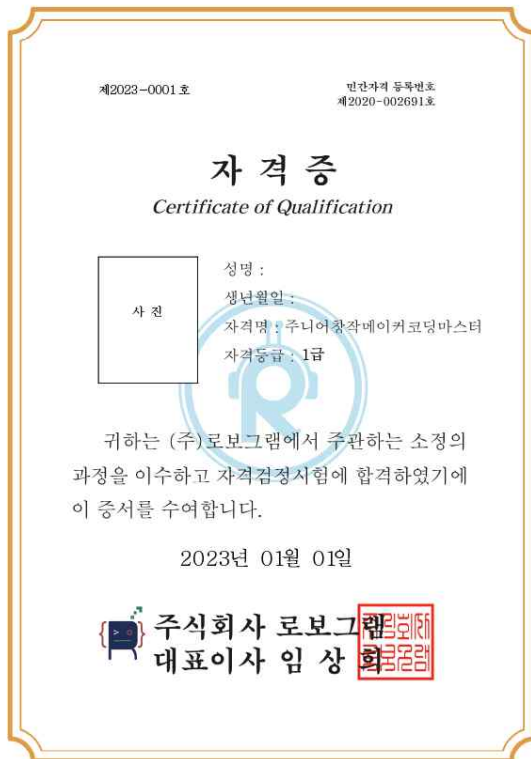 제2023-0001호
민간자격 등록번호
제2020-002691호
자 격 증
Certificate of Qualification
사 진
성명 :
생년월일 :
자격명 : 주니어창작메이커코딩마스터
자격등급 : 1급
귀하는 (주)로보그램에서 주관하는 소정의
과정을 이수하고 자격검정시험에 합격하였기에
이 증서를 수여합니다.
2023년 01월 01일
주식회사 로보그램
대표이사 임 상 희